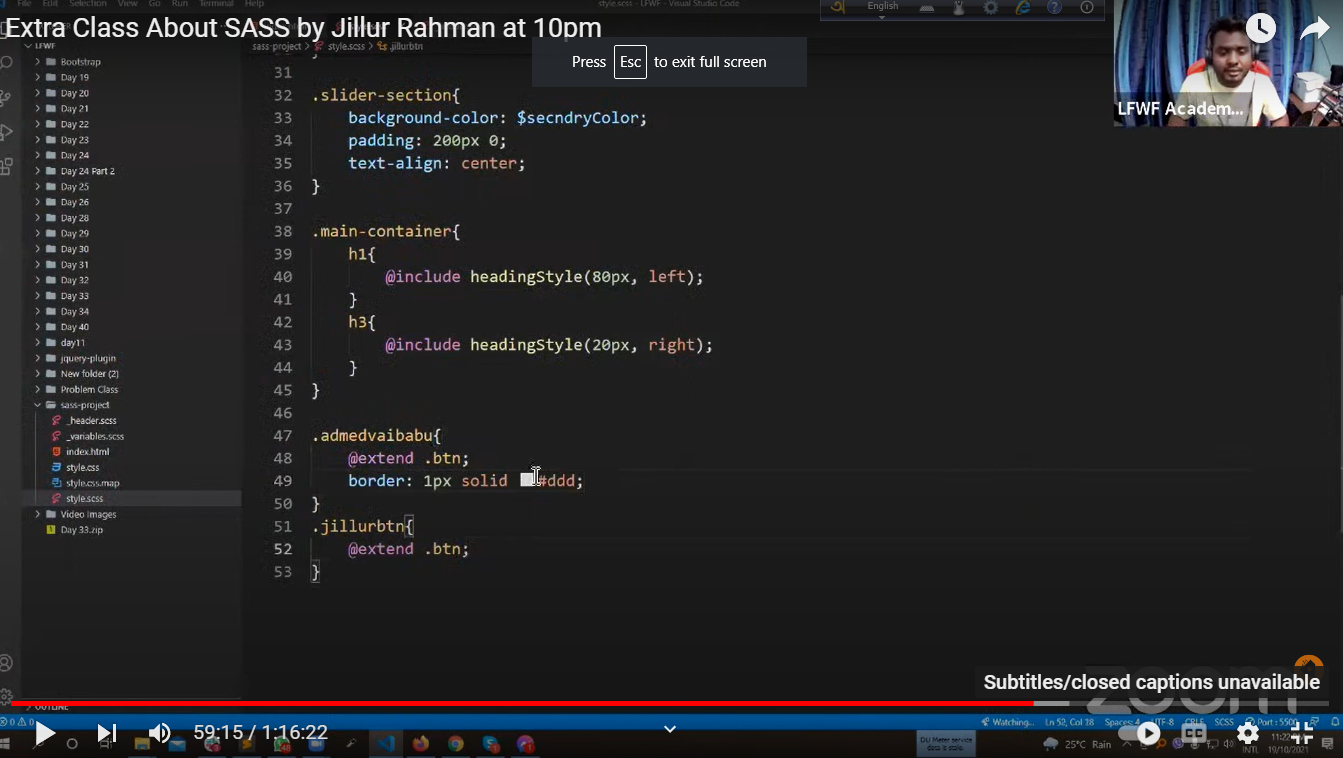 File Edit Selection View Go Run Terminal Help
style.scss - LFWF - Visual Studio Code
English
Extra Class About SASS by Jillur Rahman at 10pm
Press Esc to exit full screen
LFWF Academ...
LFWF
Bootstrap
Day 19
Day 20
Day 21
Day 22
Day 23
Day 24
Day 24 Part 2
Day 25
Day 26
Day 28
Day 29
Day 30
Day 31
Day 32
Day 33
Day 34
Day 40
day11
jquery-plugin
New folder (2)
Problem Class
sass-project
_header.scss
_variables.scss
index.html
style.css
style.css.map
style.scss
Video Images
Day 33.zip
OUTLINE
sass-project > style.scss > .jillurbtn
31
32 .slider-section{
33 background-color: $secndryColor;
34 padding: 200px 0;
35 text-align: center;
36 }
37
38 .main-container{
39 h1{
40 @include headingStyle(80px, left);
41 }
42 h3{
43 @include headingStyle(20px, right);
44 }
45 }
46
47 .admedvaibabu{
48 @extend .btn;
49 border: 1px solid #ddd;
50 }
51 .jillurbtn{
52 @extend .btn;
53 }
zoom
Subtitles/closed captions unavailable
59:15 / 1:16:22
Watching... Ln 52, Col 18 Spaces: 4 UTF-8 CRLF SCSS Port : 5500
DU Meter service
data is stale.
25°C Rain
INTL
11:22
19/10/2021